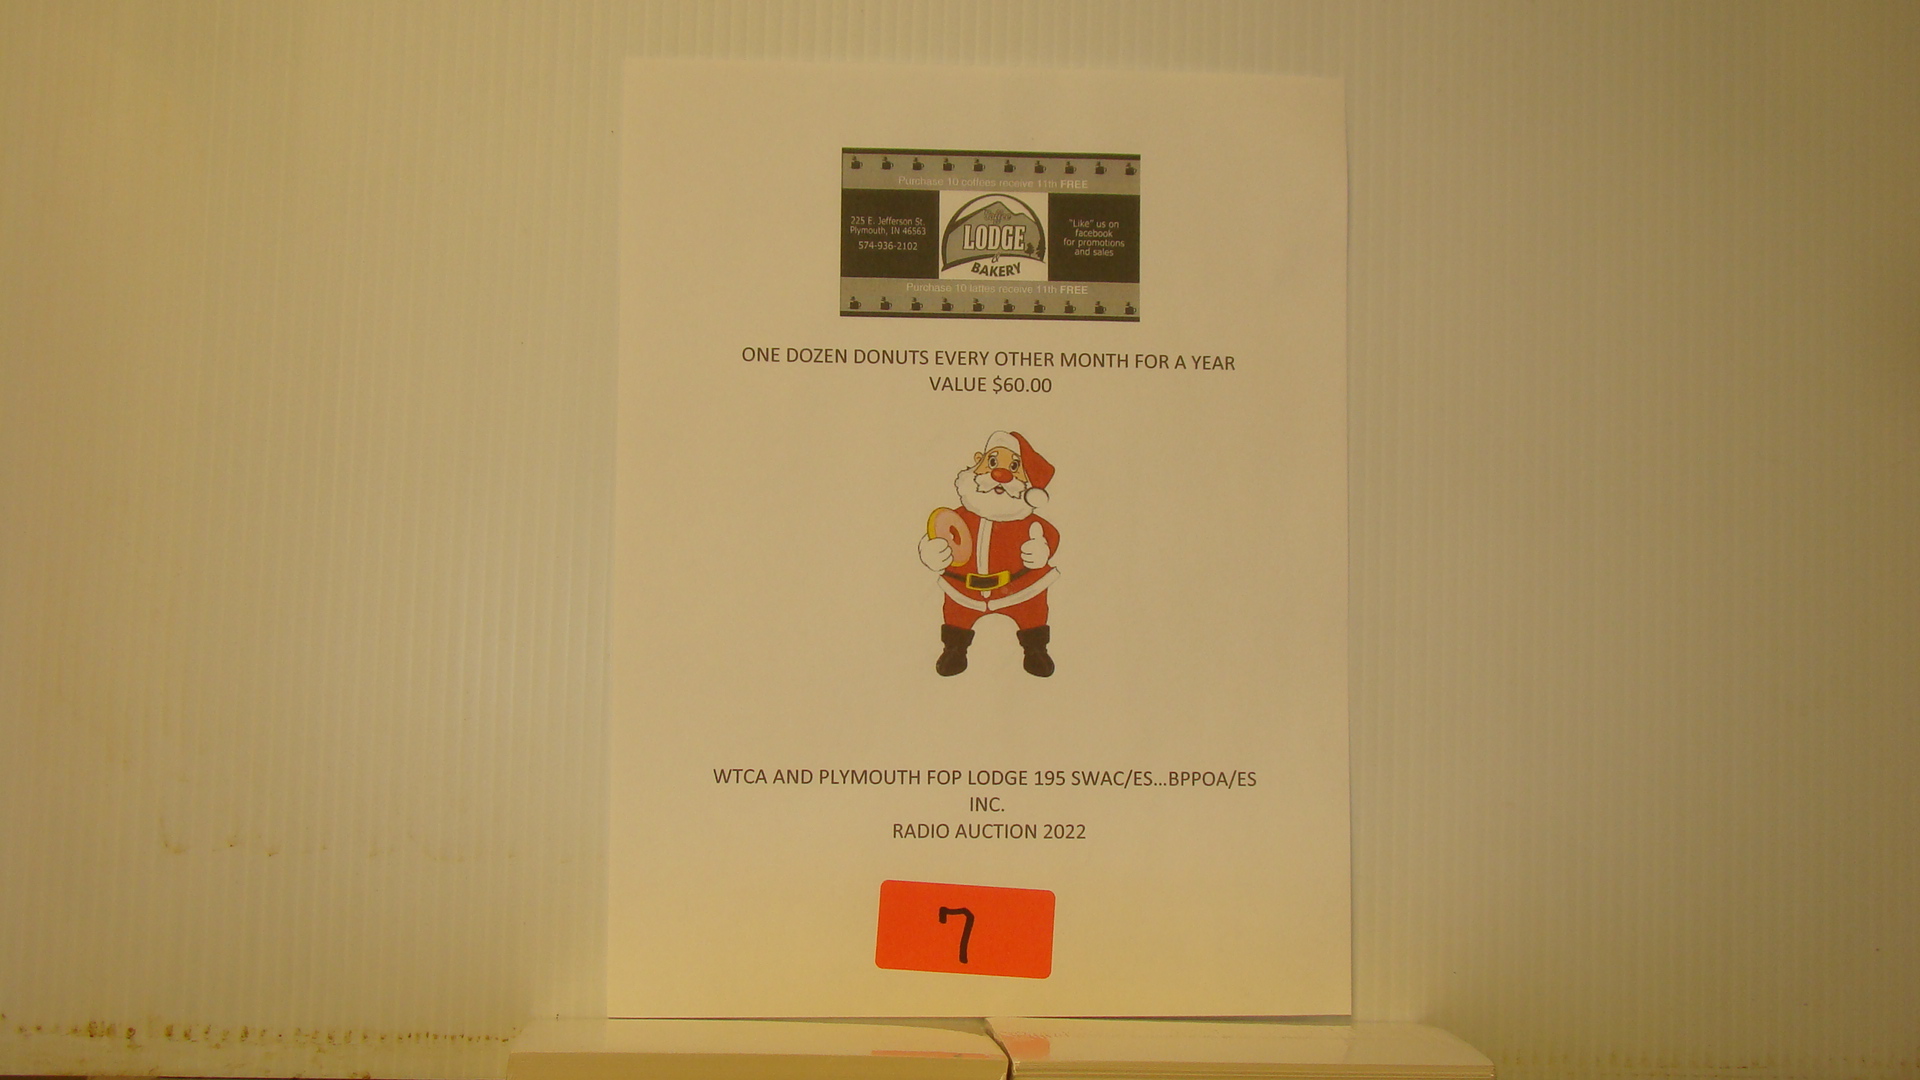 Purchase 10 coffees receive 11th FREE
225 E. Jefferson St.
Plymouth, IN 46563
574-936-2102
Coffee
LODGE
&
BAKERY
"Like" us on
facebook
for promotions
and sales
Purchase 10 lattes receive 11th FREE
ONE DOZEN DONUTS EVERY OTHER MONTH FOR A YEAR
VALUE $60.00
WTCA AND PLYMOUTH FOP LODGE 195 SWAC/ES...BPPOA/ES
INC.
RADIO AUCTION 2022
7